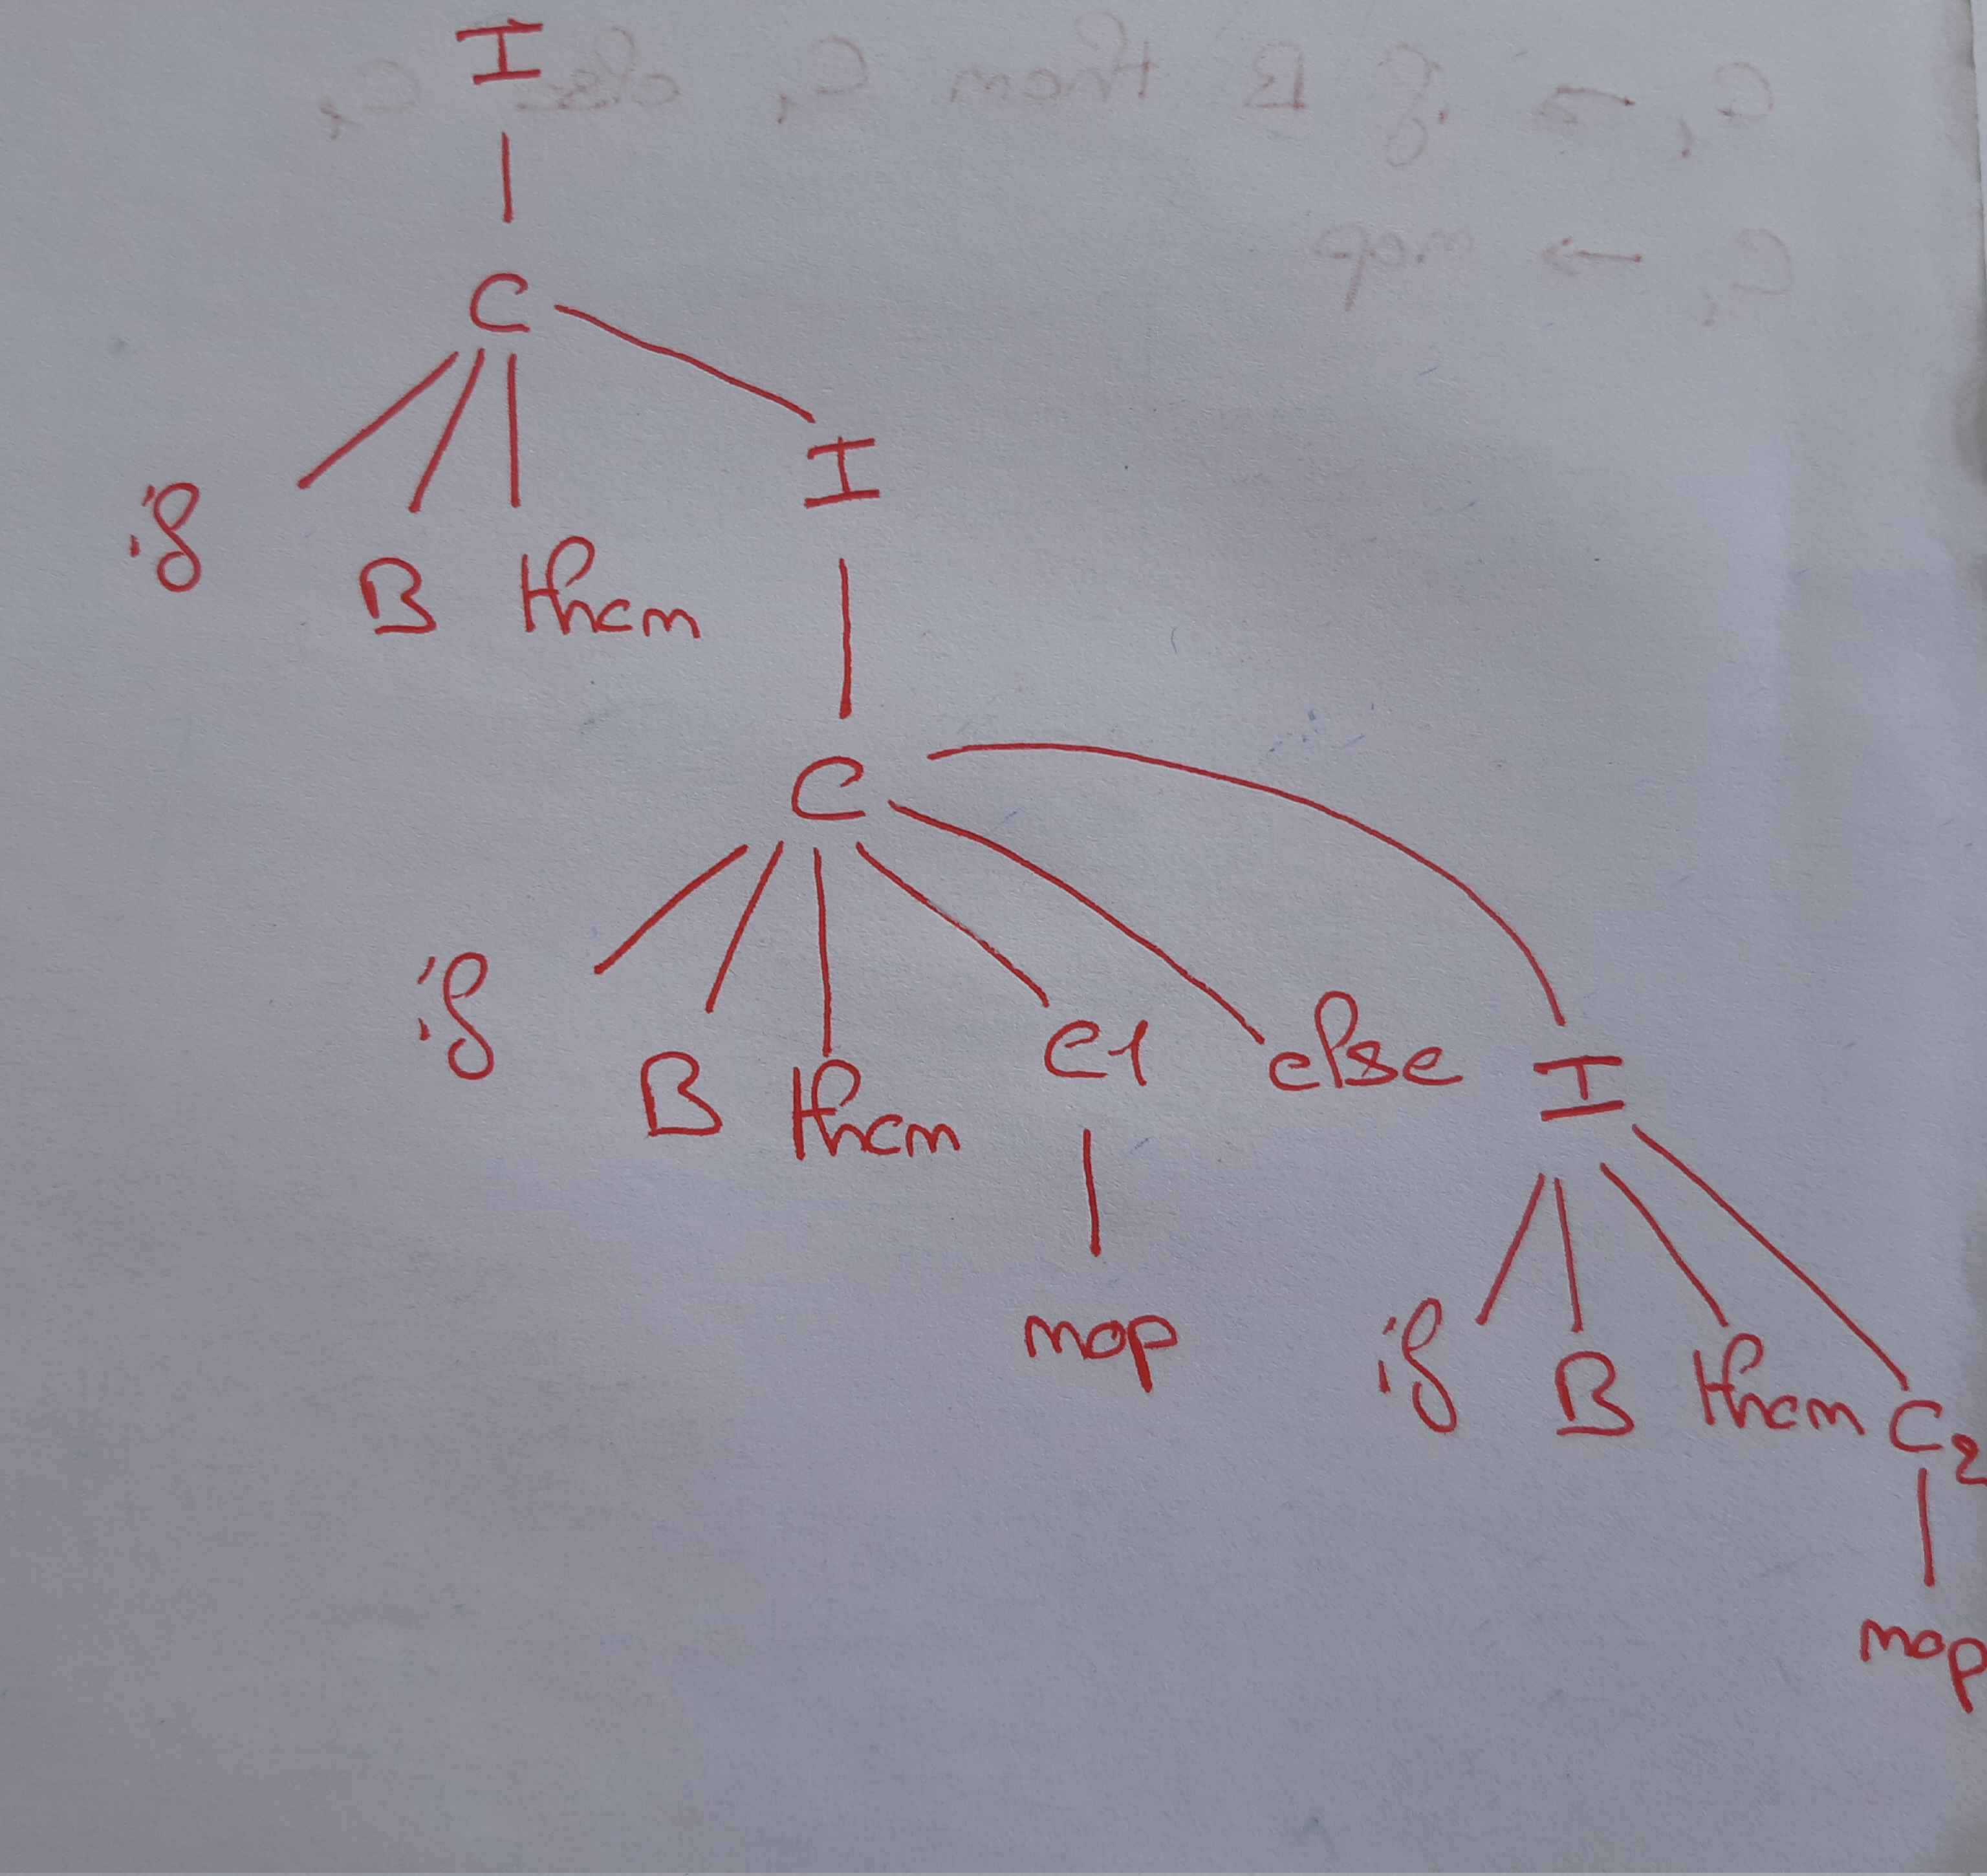 I
C
I
if B then
C
if B then C1 else I
nop
if B then C2
nop